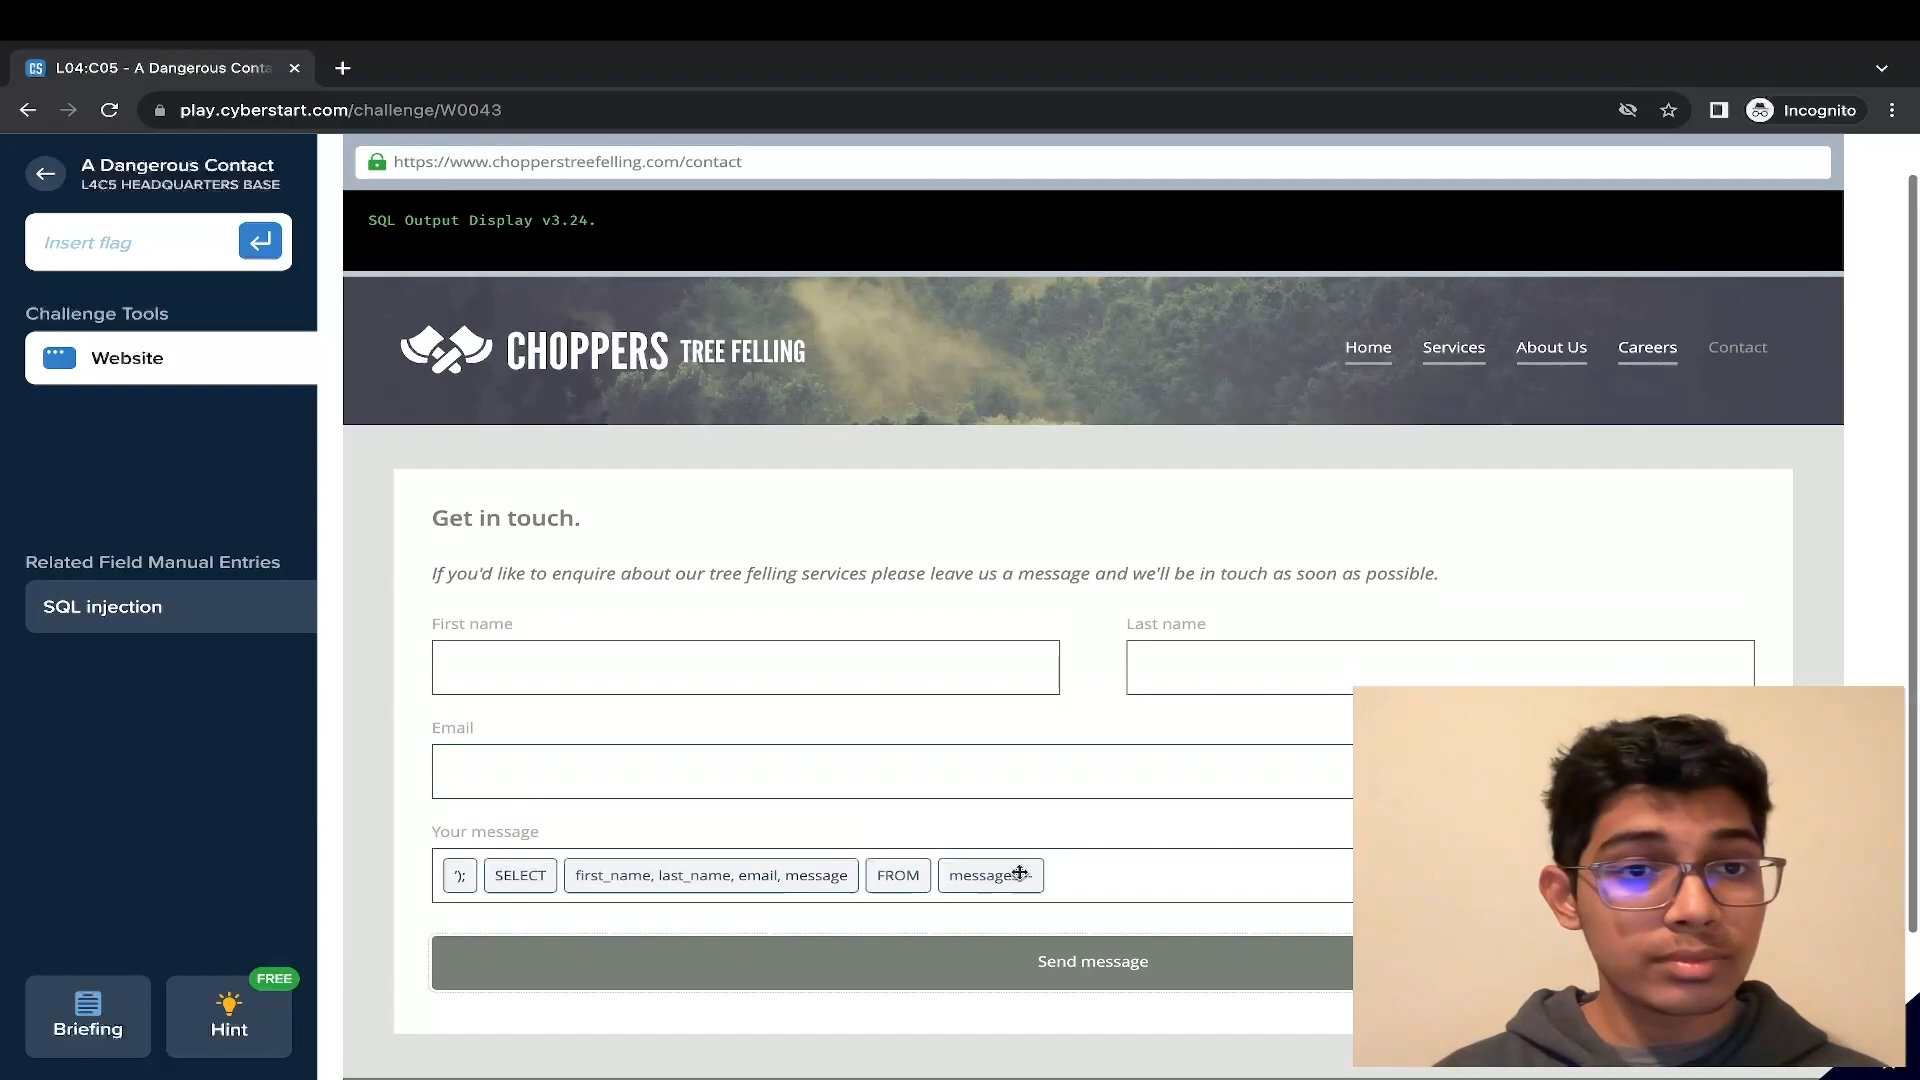 L04:C05 - A Dangerous Conta
play.cyberstart.com/challenge/W0043
Incognito
A Dangerous Contact
L4C5 HEADQUARTERS BASE
Insert flag
Challenge Tools
Website
Related Field Manual Entries
SQL injection
FREE
Briefing
Hint
https://www.chopperstreefelling.com/contact
SQL Output Display v3.24.
CHOPPERS TREE FELLING
Home
Services
About Us
Careers
Contact
Get in touch.
If you'd like to enquire about our tree felling services please leave us a message and we'll be in touch as soon as possible.
First name
Last name
Email
Your message
'); SELECT first_name, last_name, email, message FROM
Send message